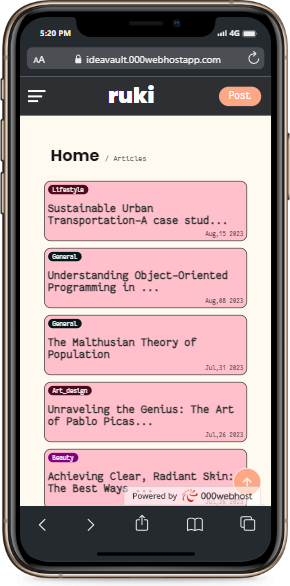 5:20 PM
4G
AA
ideavault.000webhostapp.com
ruki
Post
Home / Articles
Lifestyle
Sustainable Urban
Transportation-A case stud...
Aug,15 2023
General
Understanding Object-Oriented
Programming in ...
Aug,08 2023
General
The Malthusian Theory of
Population
Jul,31 2023
Art_design
Unraveling the Genius: The Art
of Pablo Picas...
Jul,26 2023
Beauty
Achieving Clear, Radiant Skin:
The Best Ways ...
Powered by 000webhost